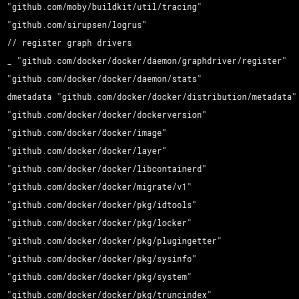 "github.com/moby/buildkit/util/tracing"
"github.com/sirupsen/logrus"
// register graph drivers
_ "github.com/docker/docker/daemon/graphdriver/register"
"github.com/docker/docker/daemon/stats"
dmetadata "github.com/docker/docker/distribution/metadata"
"github.com/docker/docker/dockerversion"
"github.com/docker/docker/image"
"github.com/docker/docker/layer"
"github.com/docker/docker/libcontainerd"
"github.com/docker/docker/migrate/v1"
"github.com/docker/docker/pkg/idtools"
"github.com/docker/docker/pkg/locker"
"github.com/docker/docker/pkg/plugingetter"
"github.com/docker/docker/pkg/sysinfo"
"github.com/docker/docker/pkg/system"
"github.com/docker/docker/pkg/truncindex"